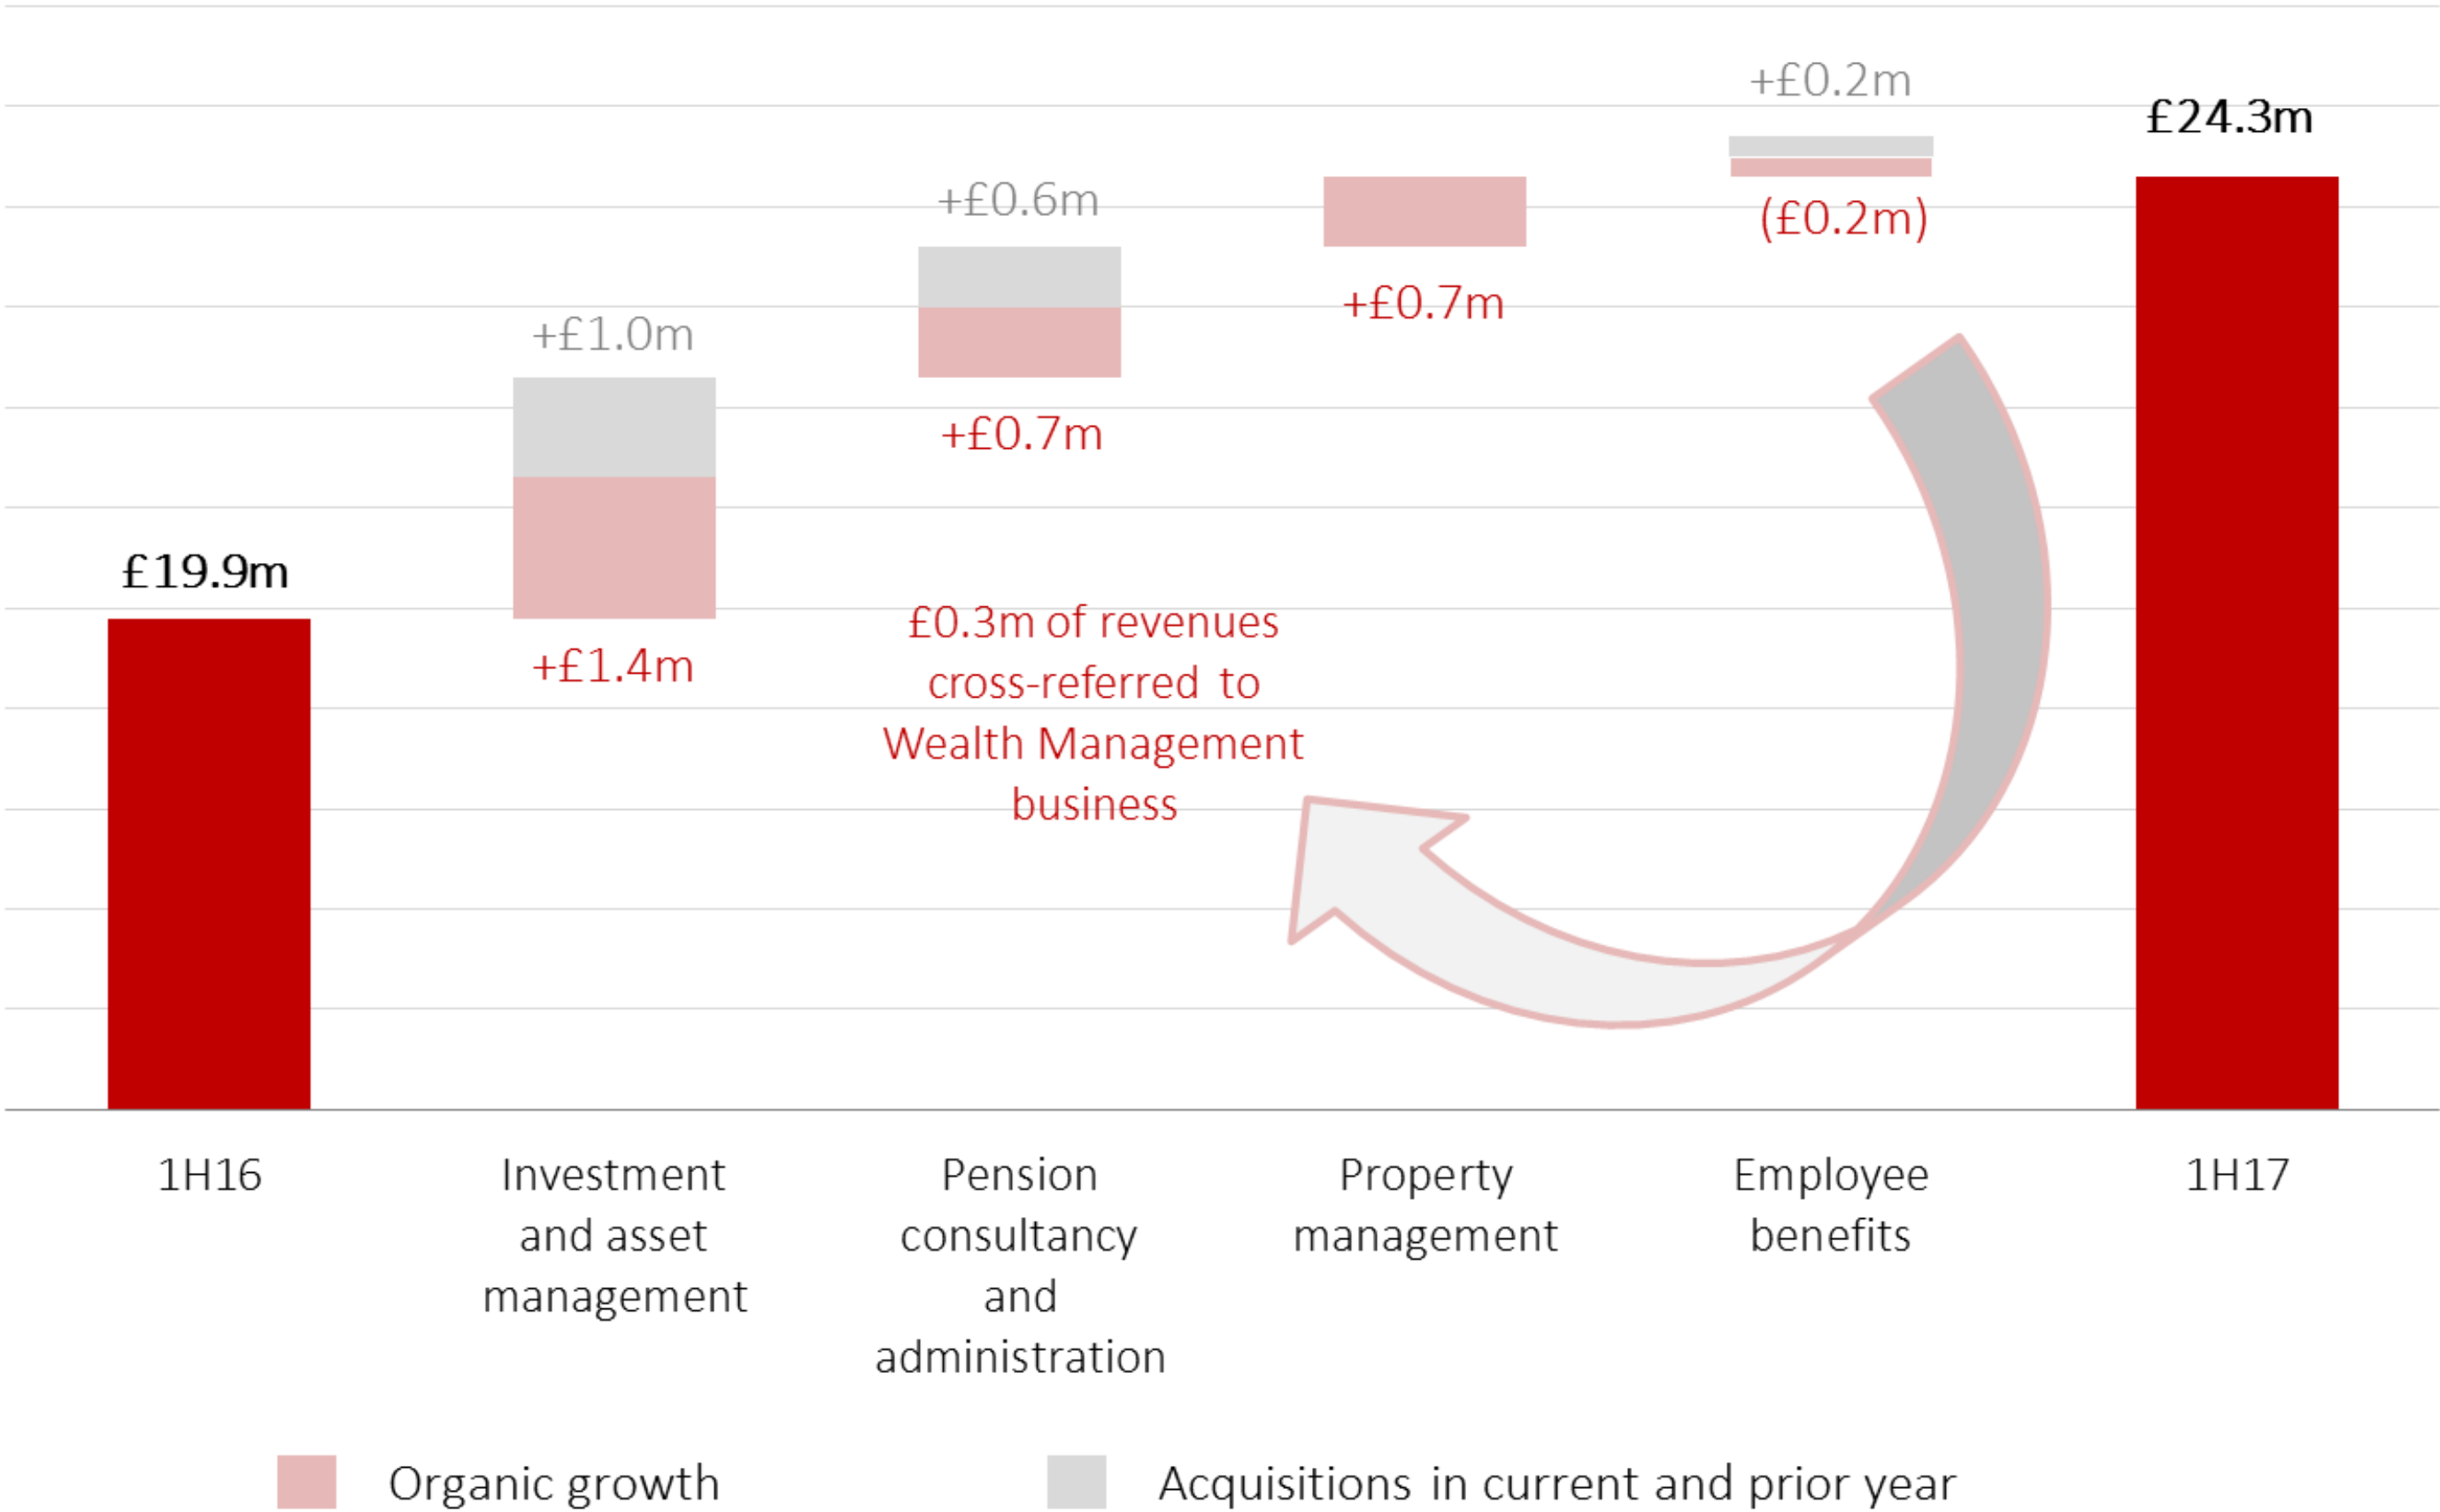 +£0.2m
£24.3m
+£0.6m
(£0.2m)
+£0.7m
+£1.0m
+£0.7m
£19.9m
+£1.4m
£0.3m of revenues
cross-referred to
Wealth Management
business
1H16
Investment
and asset
management
Pension
consultancy
and
administration
Property
management
Employee
benefits
1H17
Organic growth
Acquisitions in current and prior year